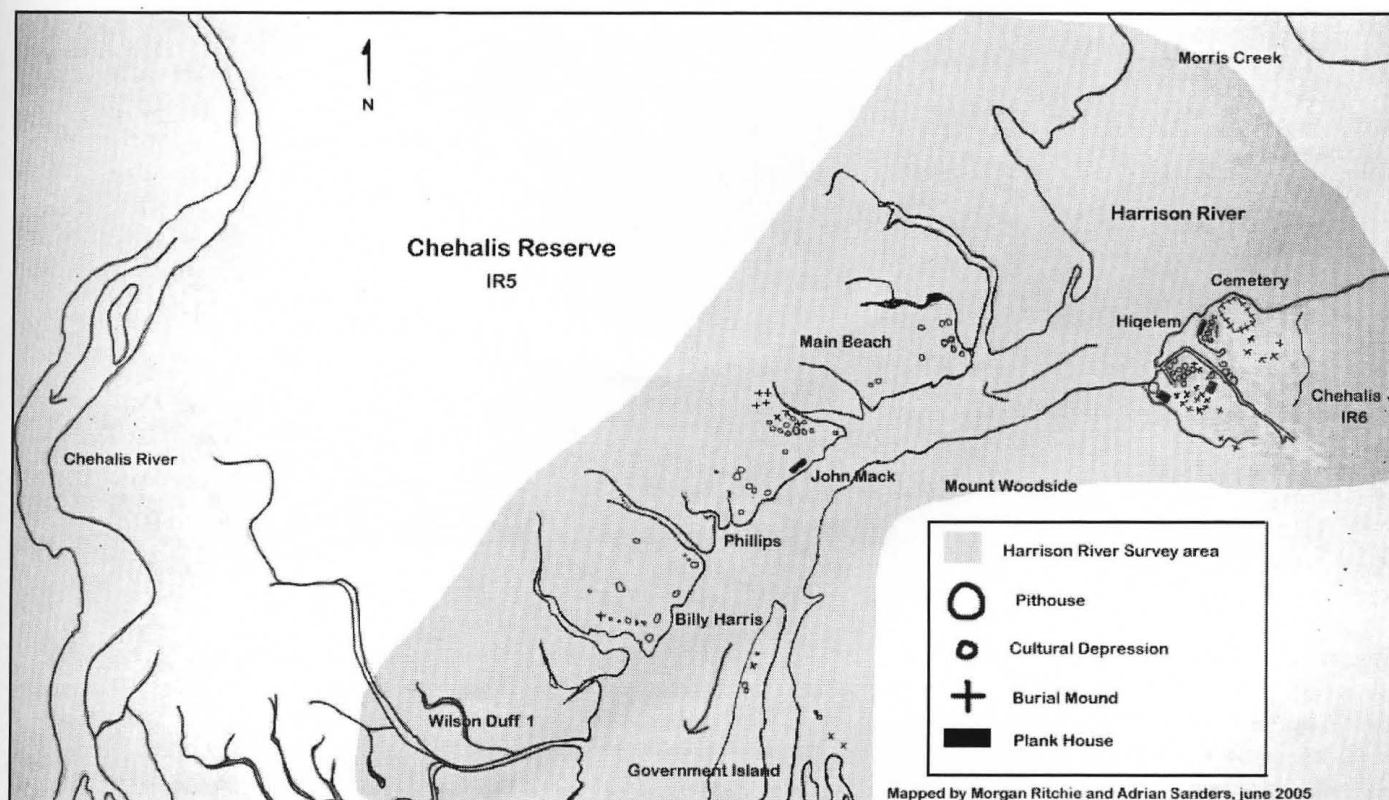 Morris Creek
N
Harrison River
Chehalis Reserve
IR5
Cemetery
Hiqelem
Main Beach
Chehalis
IR6
Chehalis River
John Mack
Mount Woodside
Phillips
Billy Harris
Wilson Duff 1
Government Island
Harrison River Survey area
Pithouse
Cultural Depression
Burial Mound
Plank House
Mapped by Morgan Ritchie and Adrian Sanders, june 2005